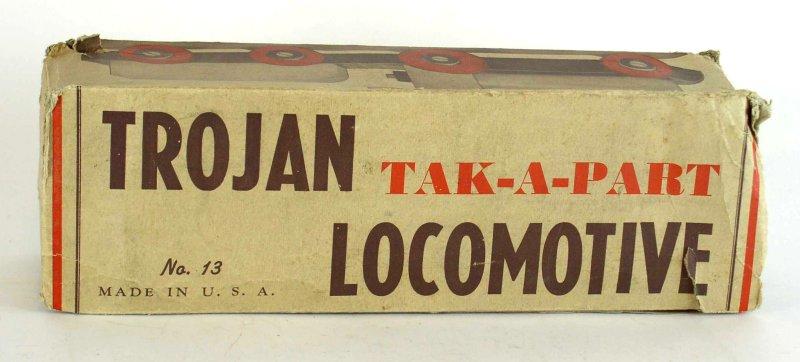 TROJAN
TAK-A-PART
LOCOMOTIVE
No. 13
MADE IN U. S. A.